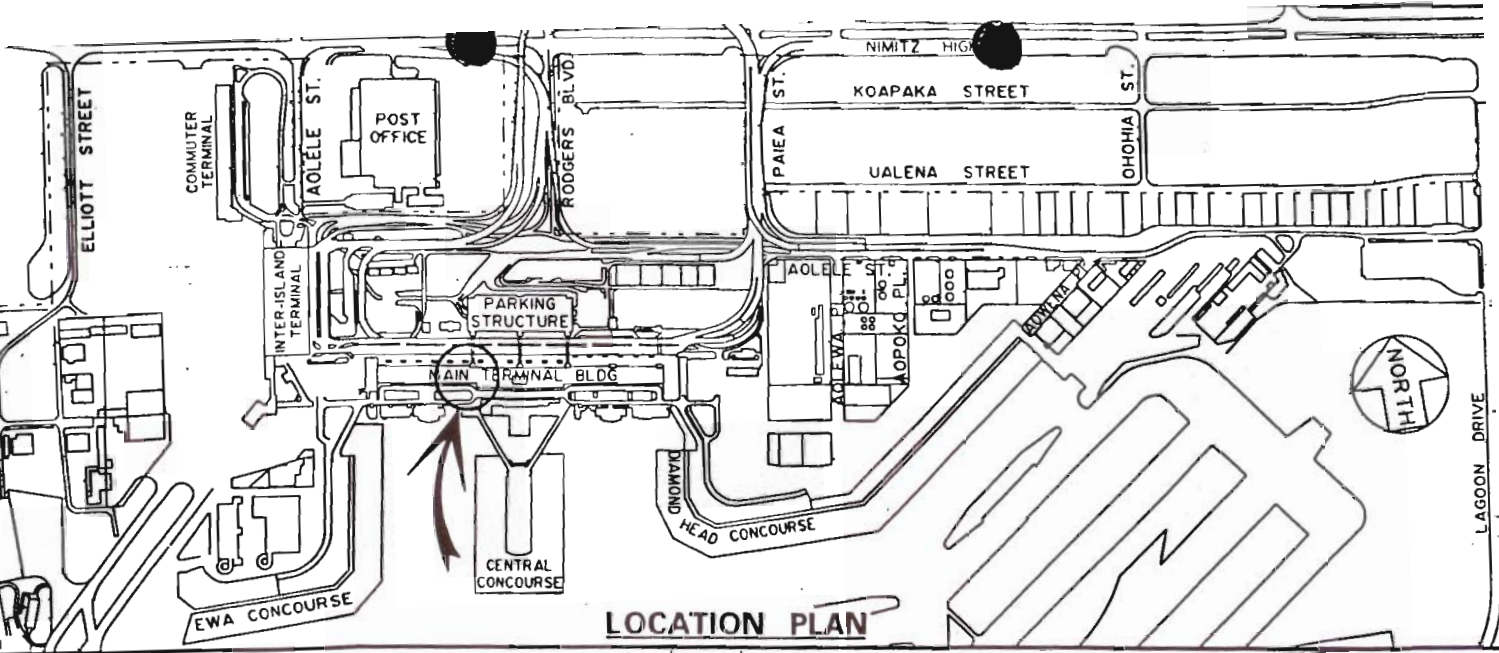 NIMITZ HIG
KOAPAKA STREET
UALENA STREET
PAIEA ST.
OHOHIA ST.
RODGERS BLVD.
POST
OFFICE
AOLELE ST.
COMMUTER
TERMINAL
ELLIOTT STREET
INTER-ISLAND
TERMINAL
PARKING
STRUCTURE
AOLELE ST.
AOPOKO PL.
AOLEWA
AUWENA
MAIN TERMINAL BLDG
NORTH
LAGOON DRIVE
DIAMOND
HEAD CONCOURSE
CENTRAL
CONCOURSE
EWA CONCOURSE
LOCATION PLAN